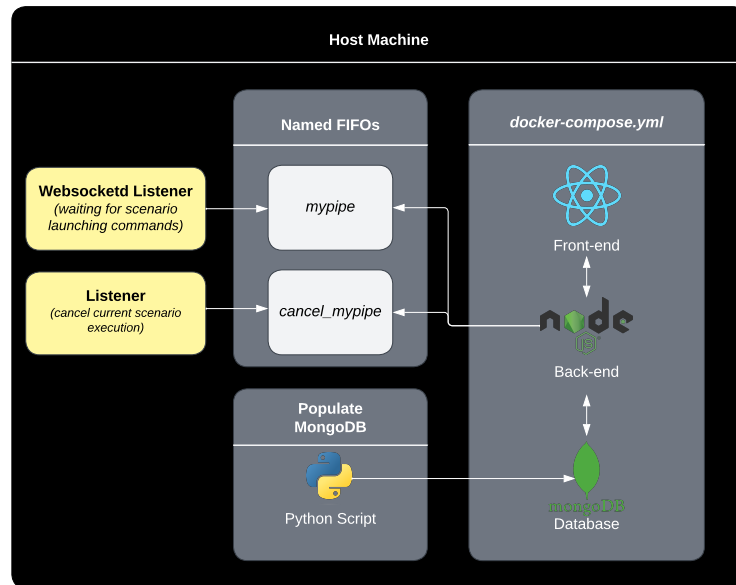 Host Machine
Named FIFOs
docker-compose.yml
Websocketd Listener
(waiting for scenario
launching commands)
mypipe
Front-end
Listener
(cancel current scenario
execution)
cancel_mypipe
node
JS
Back-end
Populate
MongoDB
Python Script
mongoDB
Database